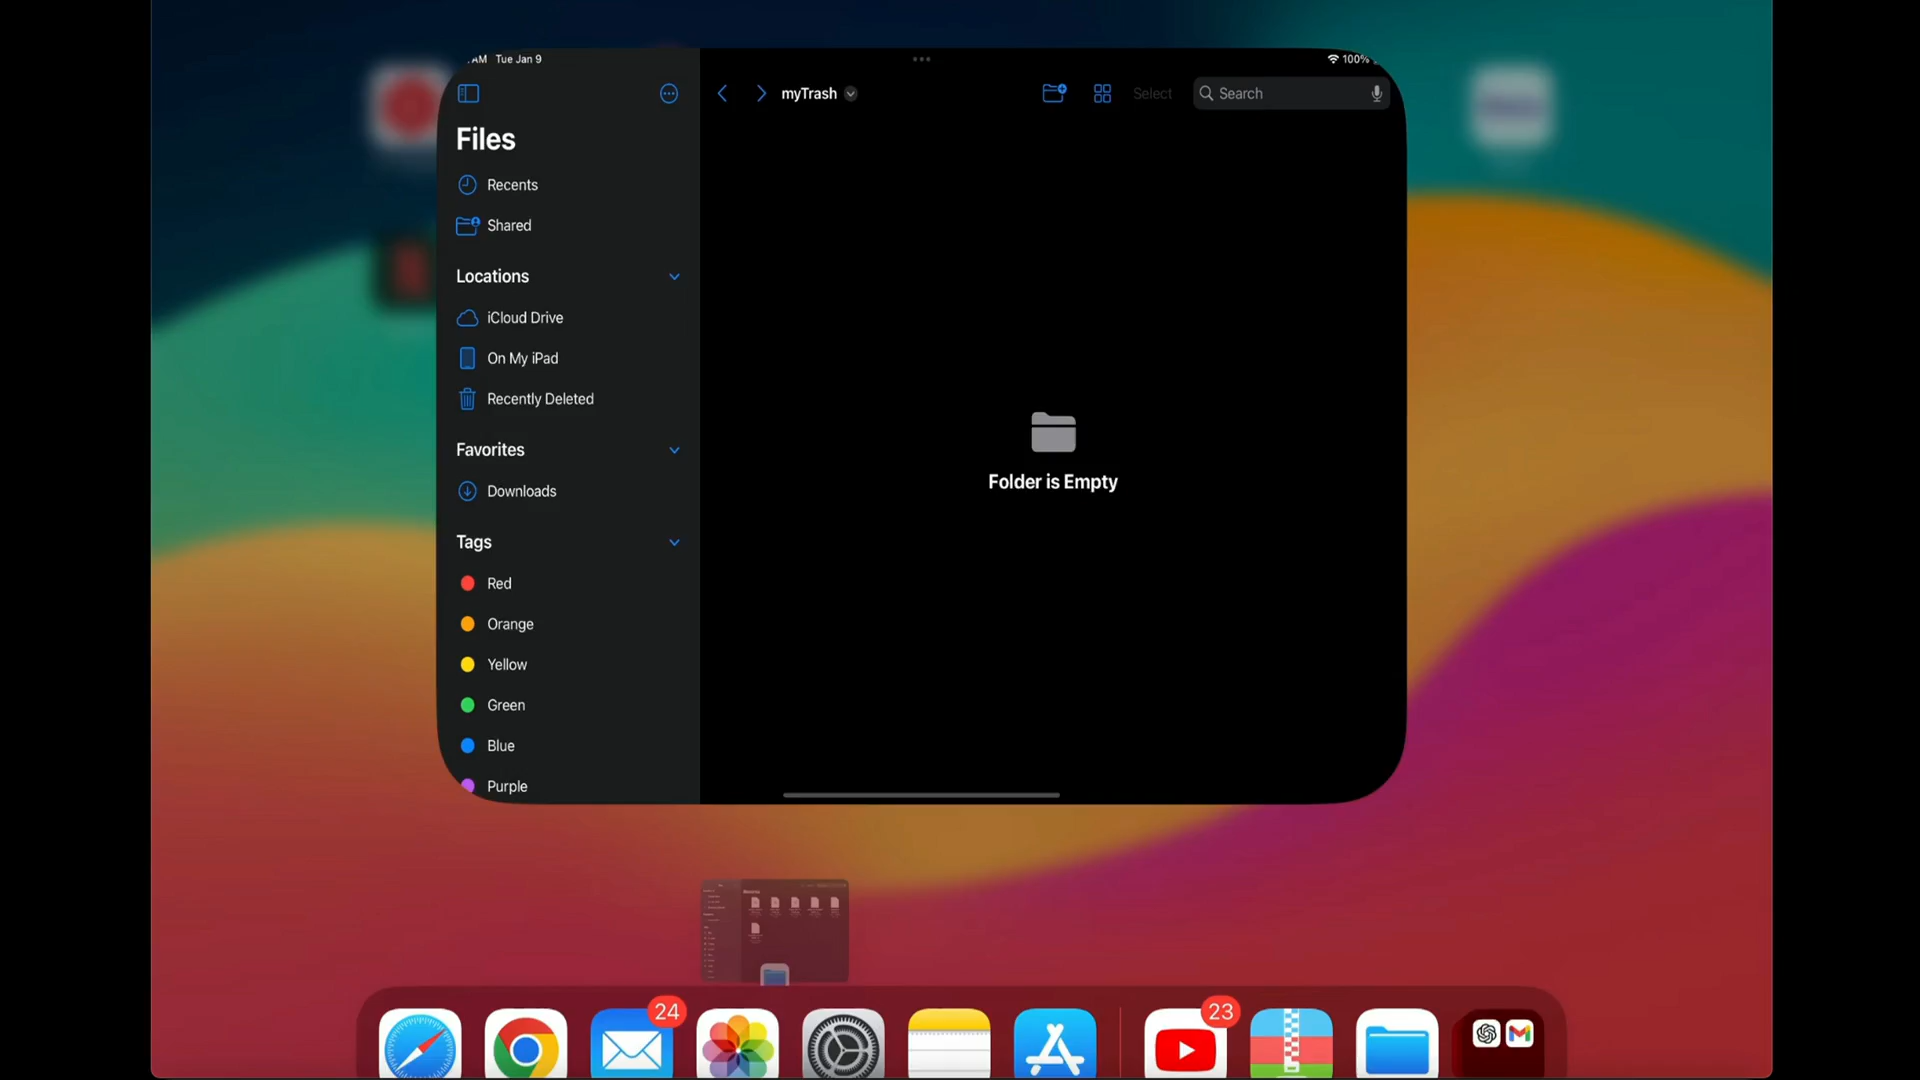 AM Tue Jan 9
100%
myTrash
Select
Search
Files
Recents
Shared
Locations
iCloud Drive
On My iPad
Recently Deleted
Favorites
Downloads
Tags
Red
Orange
Yellow
Green
Blue
Purple
Folder is Empty
24
23